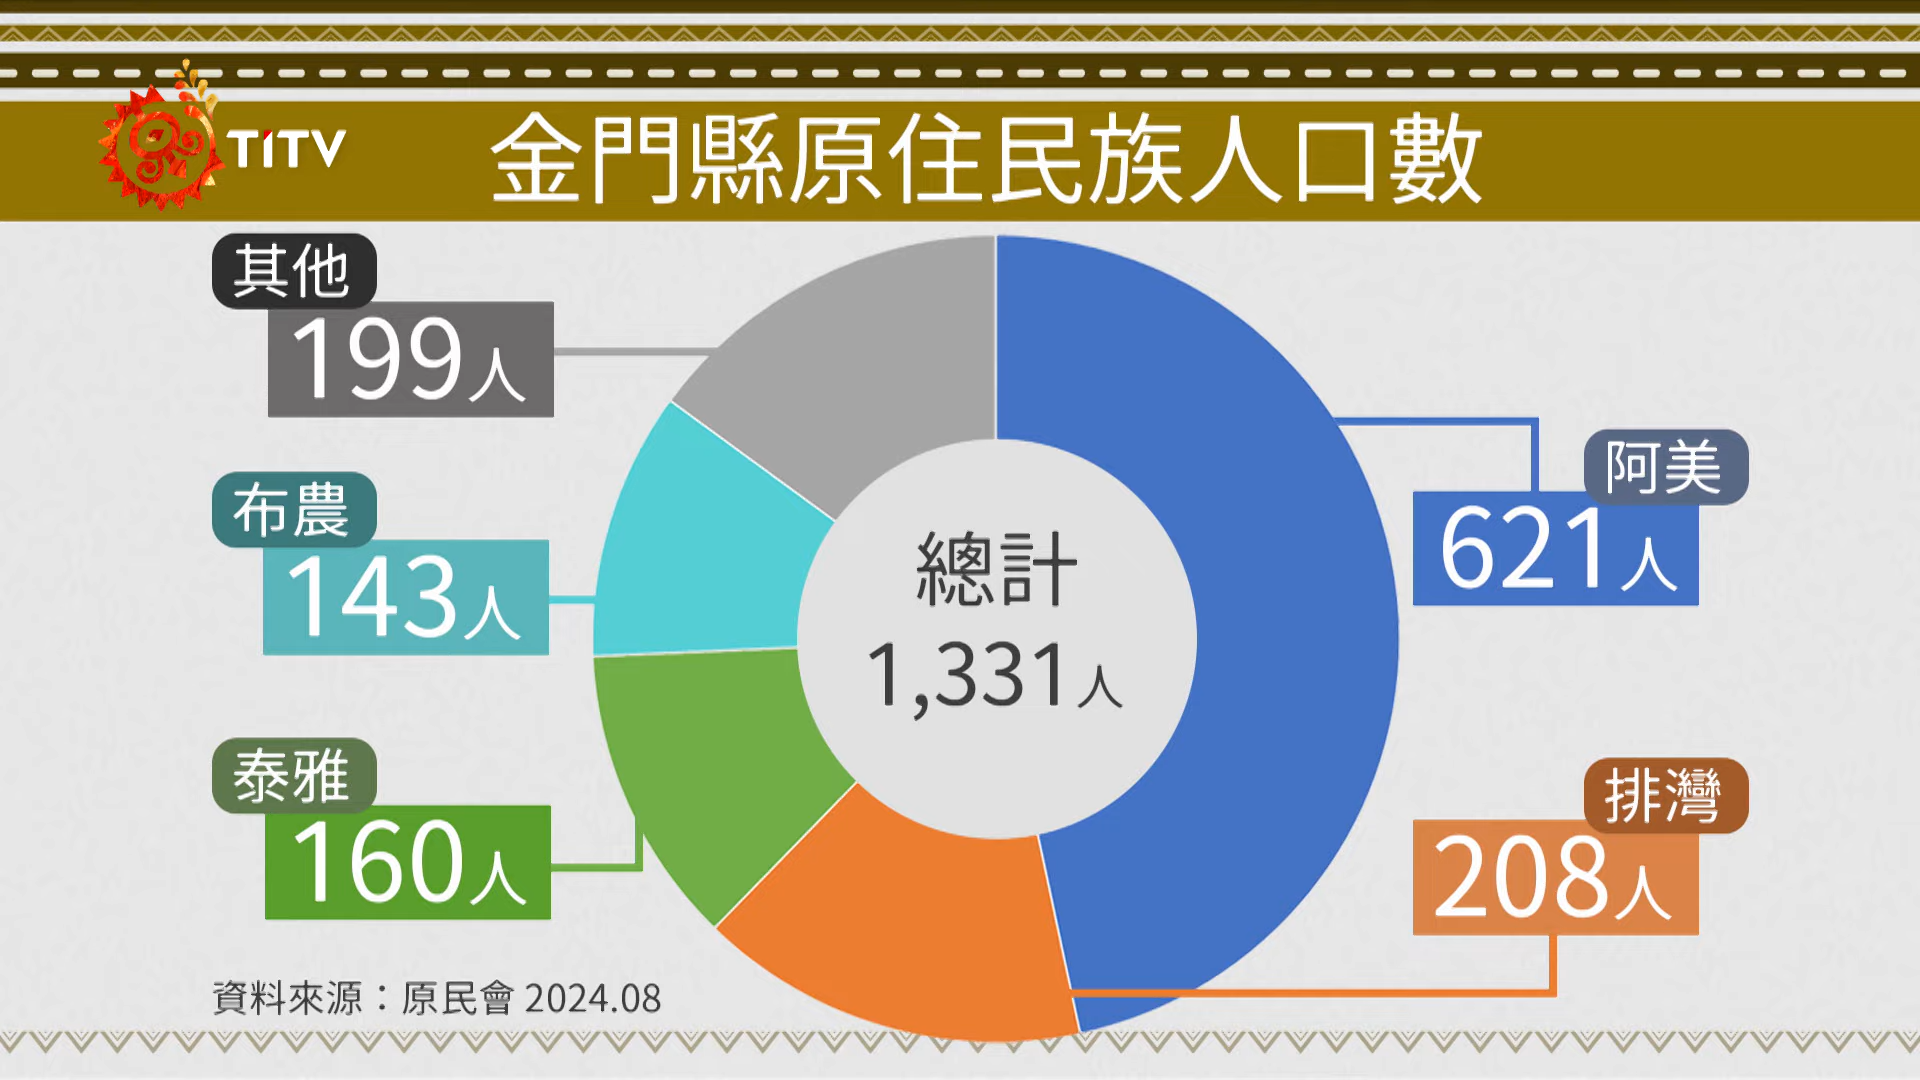 TiTV
金門縣原住民族人口數
其他
199人
布農
143人
泰雅
160人
阿美
621人
排灣
208人
總計
1,331人
資料來源：原民會 2024.08